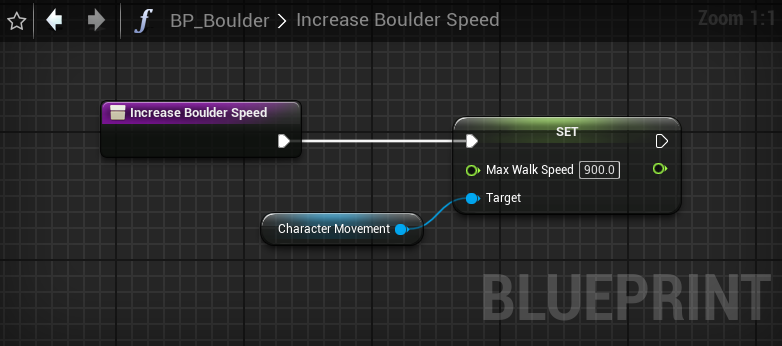 f BP_Boulder > Increase Boulder Speed
Zoom 1:1
Increase Boulder Speed
SET
Max Walk Speed 900.0
Target
Character Movement
BLUEPRINT